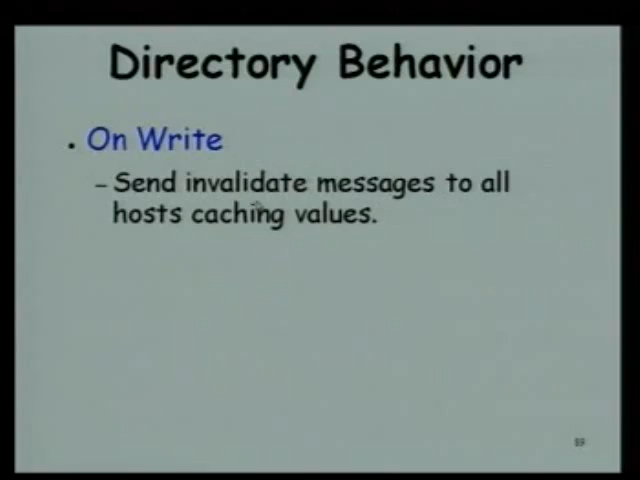 Directory Behavior
• On Write
– Send invalidate messages to all
hosts caching values.